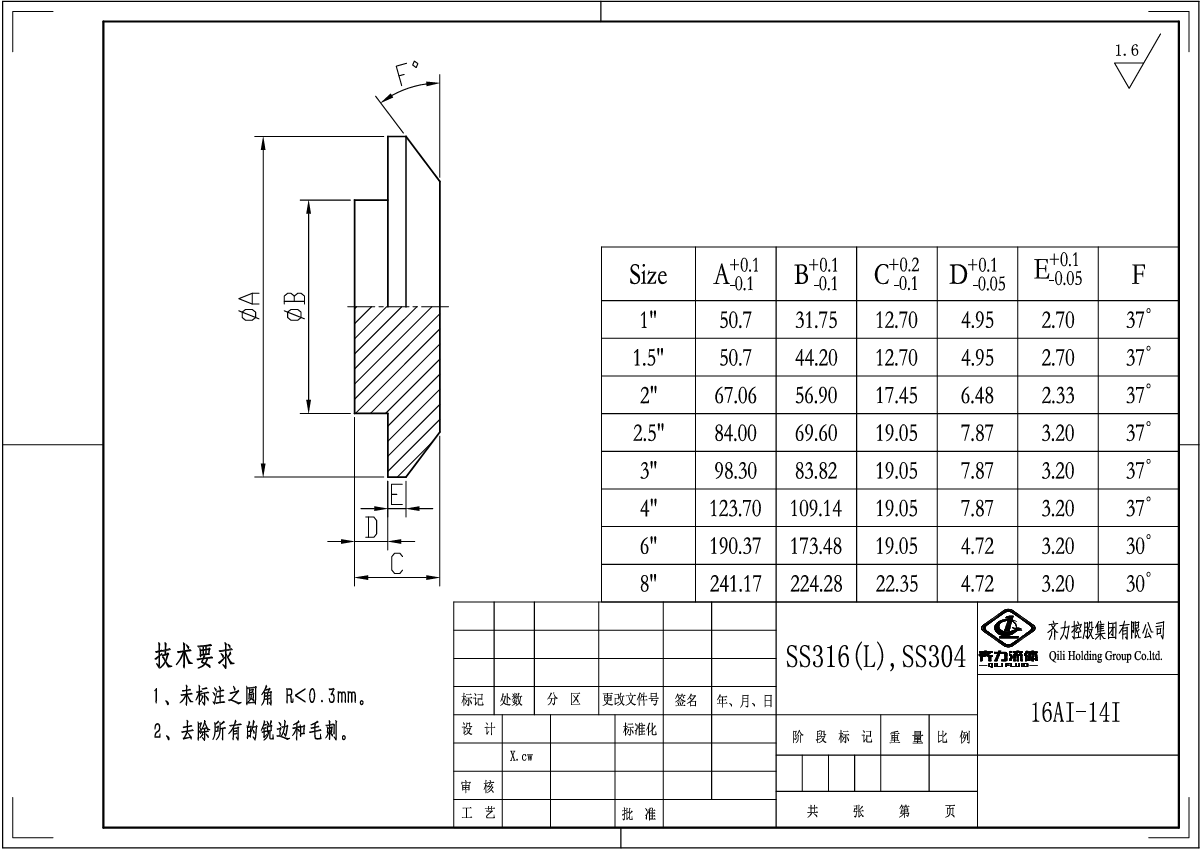 1.6
F°
ΦA
ΦB
E
D
C
Size A+0.1-0.1 B+0.1-0.1 C+0.2-0.1 D+0.1-0.05 E+0.1-0.05 F
1" 50.7 31.75 12.70 4.95 2.70 37°
1.5" 50.7 44.20 12.70 4.95 2.70 37°
2" 67.06 56.90 17.45 6.48 2.33 37°
2.5" 84.00 69.60 19.05 7.87 3.20 37°
3" 98.30 83.82 19.05 7.87 3.20 37°
4" 123.70 109.14 19.05 7.87 3.20 37°
6" 190.37 173.48 19.05 4.72 3.20 30°
8" 241.17 224.28 22.35 4.72 3.20 30°
技术要求
1、未标注之圆角 R<0.3mm。
2、去除所有的锐边和毛刺。
标记 处数 分 区 更改文件号 签名 年、月、日
设 计 标准化
X.cw
审 核
工 艺 批 准
SS316(L),SS304
阶 段 标 记 重 量 比 例
共 张 第 页
齐力流体
QILI FLUID
齐力控股集团有限公司
Qili Holding Group Co.ltd.
16AI-14I